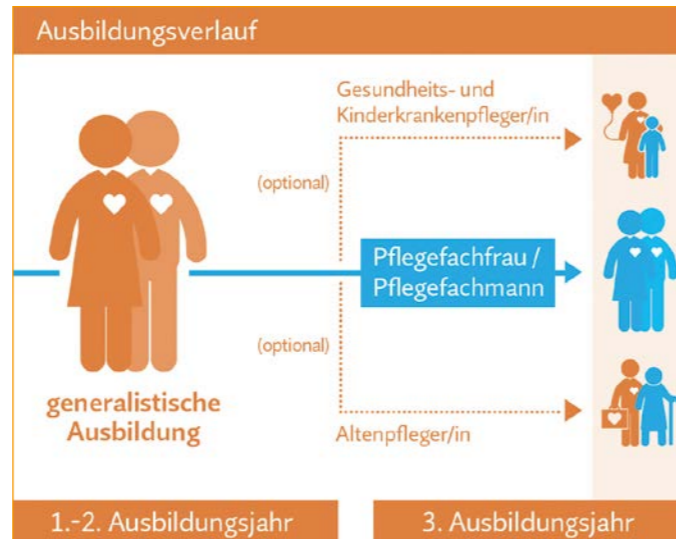 Ausbildungsverlauf
Gesundheits- und
Kinderkrankenpfleger/in
(optional)
Pflegefachfrau /
Pflegefachmann
(optional)
generalistische
Ausbildung
Altenpfleger/in
1.-2. Ausbildungsjahr
3. Ausbildungsjahr